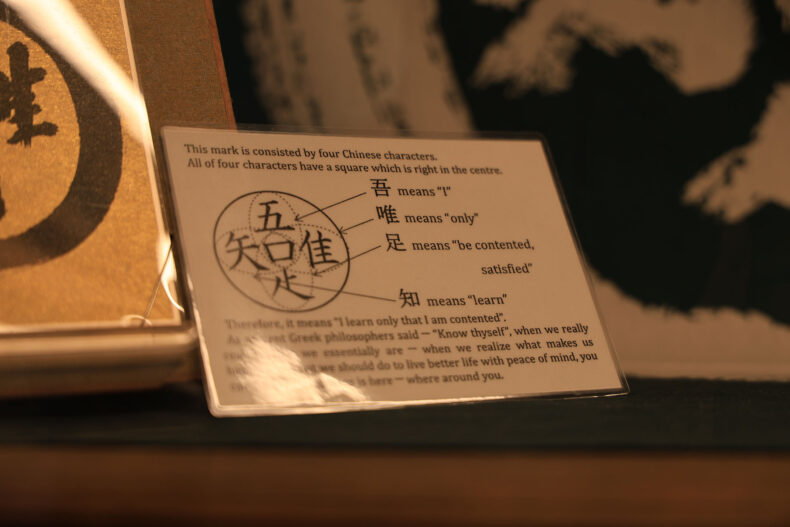 This mark is consisted by four Chinese characters.
All of four characters have a square which is right in the centre.
吾 means "I"
唯 means "only"
足 means "be contented,
satisfied"
知 means "learn"
五
矢 口 隹
龰
Therefore, it means "I learn only that I am contented".
Greek philosophers said — "Know thyself", when we really
we essentially are — when we realize what makes us
we should do to live better life with peace of mind, you
is here — where around you.